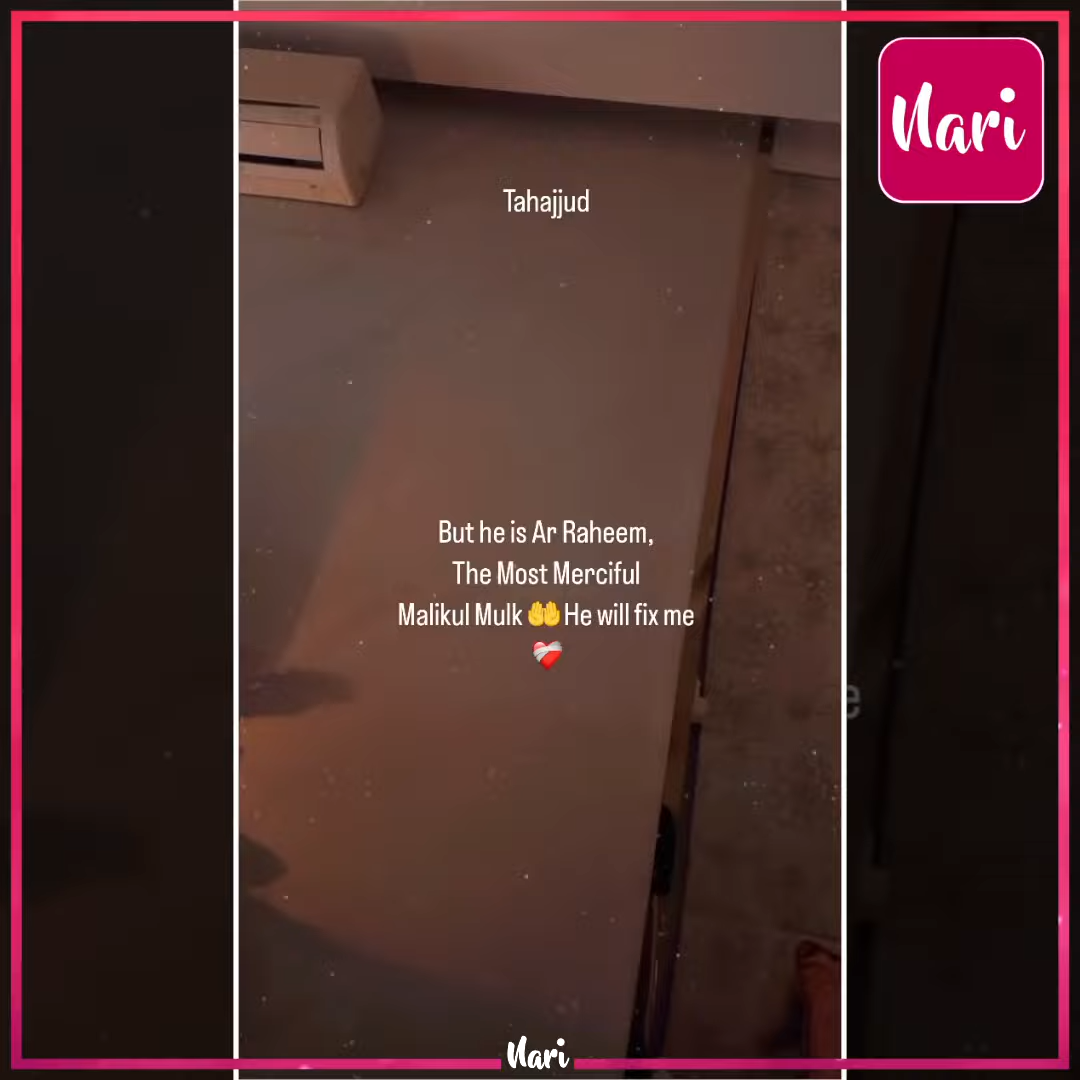 Nari
Tahajjud
But he is Ar Raheem,
The Most Merciful
Malikul Mulk 🤲 He will fix me
❤️‍🩹
e
Nari